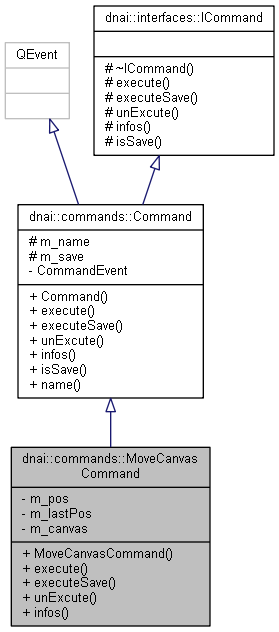 dnai::interfaces::ICommand
# ~ICommand()
# execute()
# executeSave()
# unExcute()
# infos()
# isSave()
QEvent
dnai::commands::Command
# m_name
# m_save
- CommandEvent
+ Command()
+ execute()
+ executeSave()
+ unExcute()
+ infos()
+ isSave()
+ name()
dnai::commands::MoveCanvas
Command
- m_pos
- m_lastPos
- m_canvas
+ MoveCanvasCommand()
+ execute()
+ executeSave()
+ unExcute()
+ infos()